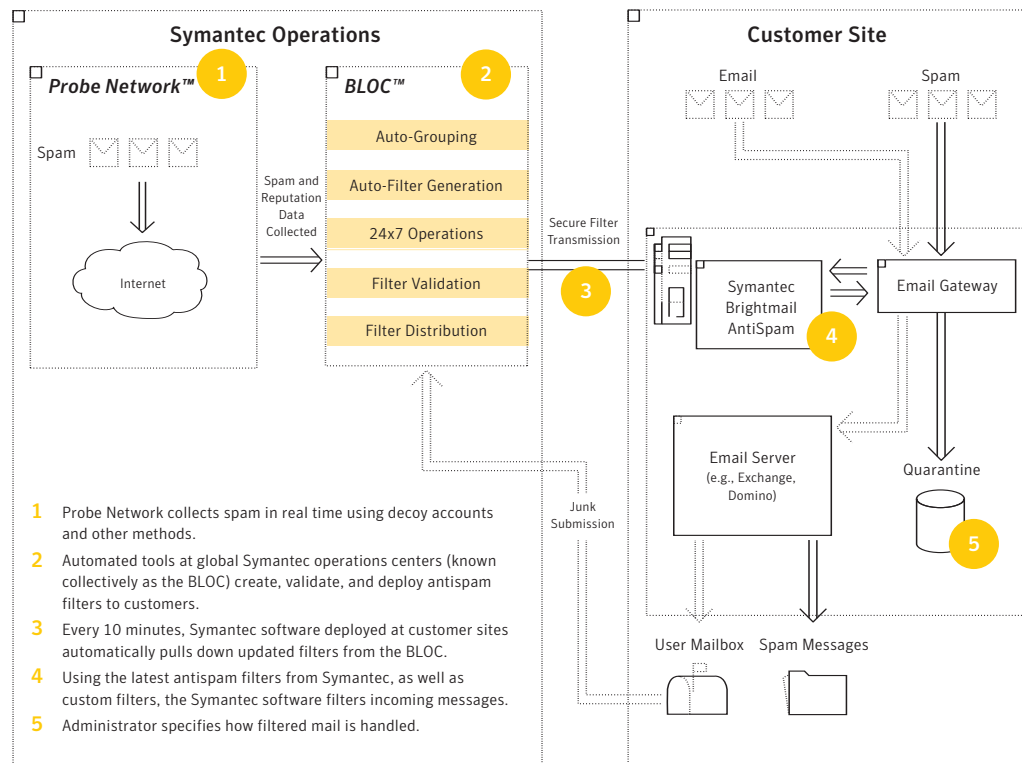 Symantec Operations
Probe Network™
1
Spam
Internet
Spam and
Reputation
Data
Collected
BLOC™
2
Auto-Grouping
Auto-Filter Generation
24x7 Operations
Filter Validation
Filter Distribution
Secure Filter
Transmission
3
Customer Site
Email
Spam
Symantec
Brightmail
AntiSpam
4
Email Gateway
Email Server
(e.g., Exchange,
Domino)
Quarantine
5
Junk
Submission
User Mailbox
Spam Messages
1 Probe Network collects spam in real time using decoy accounts
and other methods.
2 Automated tools at global Symantec operations centers (known
collectively as the BLOC) create, validate, and deploy antispam
filters to customers.
3 Every 10 minutes, Symantec software deployed at customer sites
automatically pulls down updated filters from the BLOC.
4 Using the latest antispam filters from Symantec, as well as
custom filters, the Symantec software filters incoming messages.
5 Administrator specifies how filtered mail is handled.